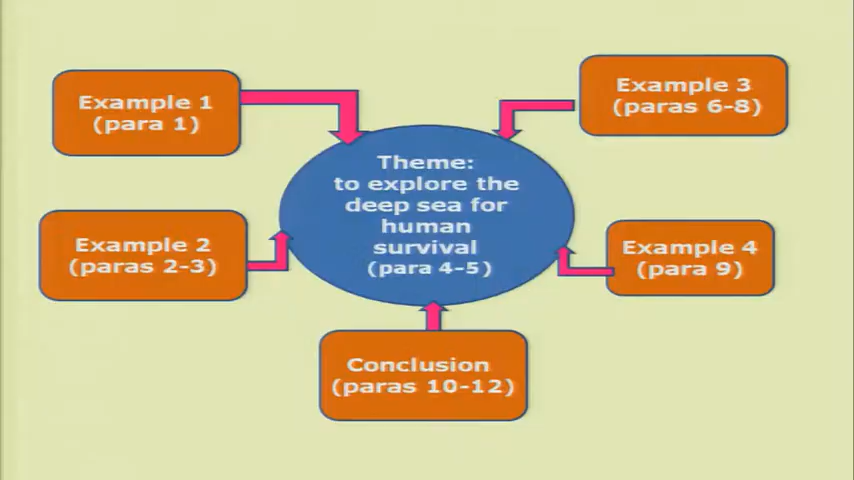 Example 1
(para 1)
Example 3
(paras 6-8)
Theme:
to explore the
deep sea for
human
survival
(para 4-5)
Example 2
(paras 2-3)
Example 4
(para 9)
Conclusion
(paras 10-12)